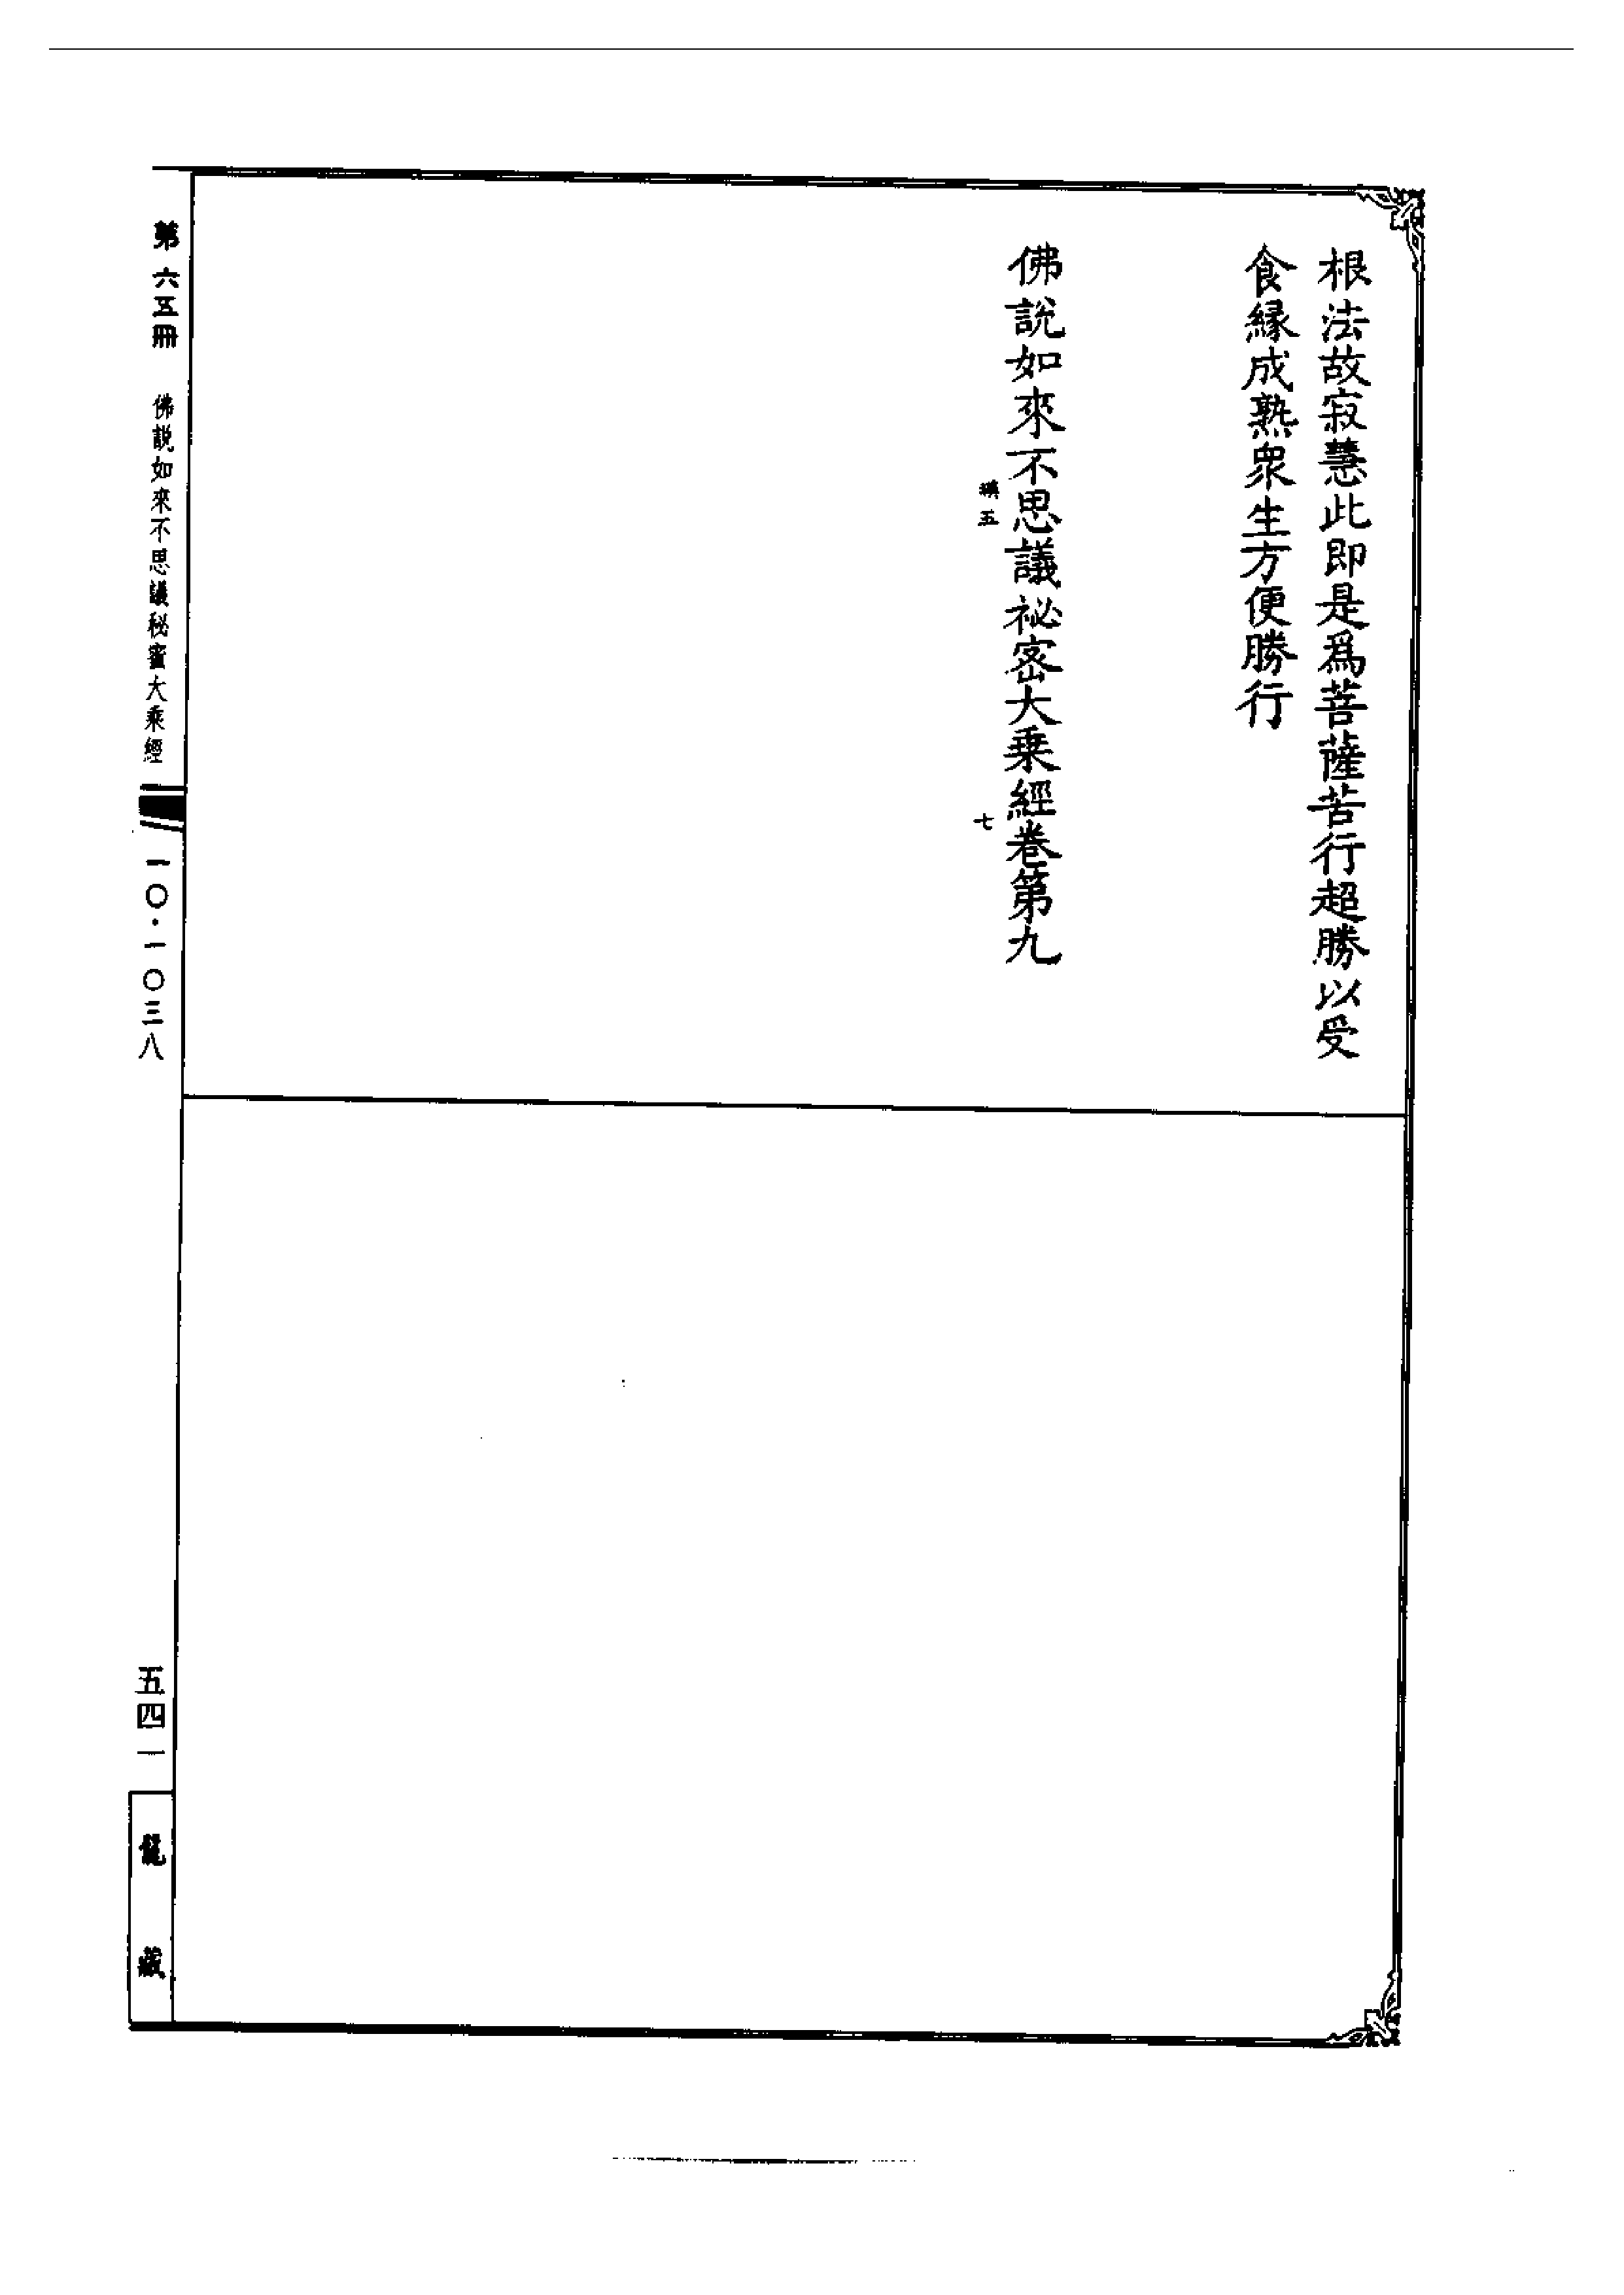 根法故寂慧此即是爲菩薩苦行超勝以受
食緣成熟衆生方便勝行
佛說如來不思議祕密大乗經卷第九
五
七
第六五冊
佛說如來不思議秘密大乘經
一〇·一〇三八
五四一
龍藏